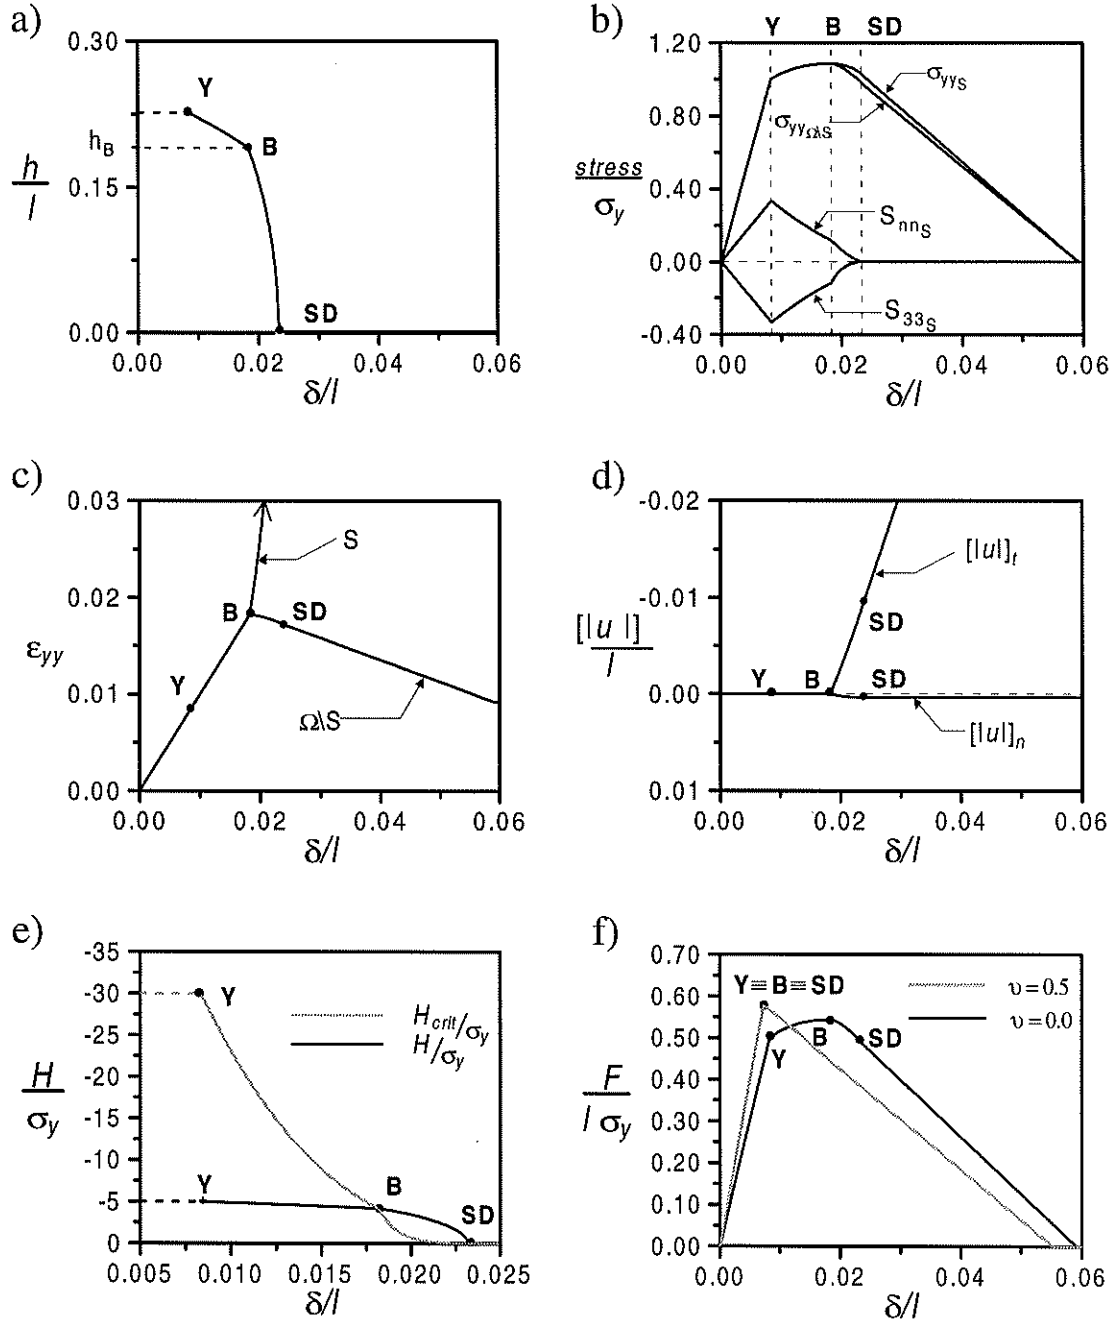 a)
0.30
Y
h_B
B
h/l
0.15
SD
0.00
0.00 0.02 0.04 0.06
δ/l
b)
Y B SD
1.20
σ_yy_S
0.80
σ_yy_Ω\S
stress/σ_y
0.40
S_nn_S
0.00
S_33_S
-0.40
0.00 0.02 0.04 0.06
δ/l
c)
0.03
S
0.02
B SD
ε_yy
Y
0.01
Ω\S
0.00
0.00 0.02 0.04 0.06
δ/l
d)
-0.02
[|u|]_t
-0.01
SD
[|u|]/l
Y B SD
0.00
[|u|]_n
0.01
0.00 0.02 0.04 0.06
δ/l
e)
-35
-30
Y
H_crit/σ_y
-25
H/σ_y
-20
H/σ_y
-15
-10
Y
B
-5
SD
0
0.005 0.010 0.015 0.020 0.025
δ/l
f)
0.70
Y≡B≡SD
υ=0.5
0.60
υ=0.0
0.50
B SD
Y
0.40
F/l σ_y
0.30
0.20
0.10
0.00
0.00 0.02 0.04 0.06
δ/l